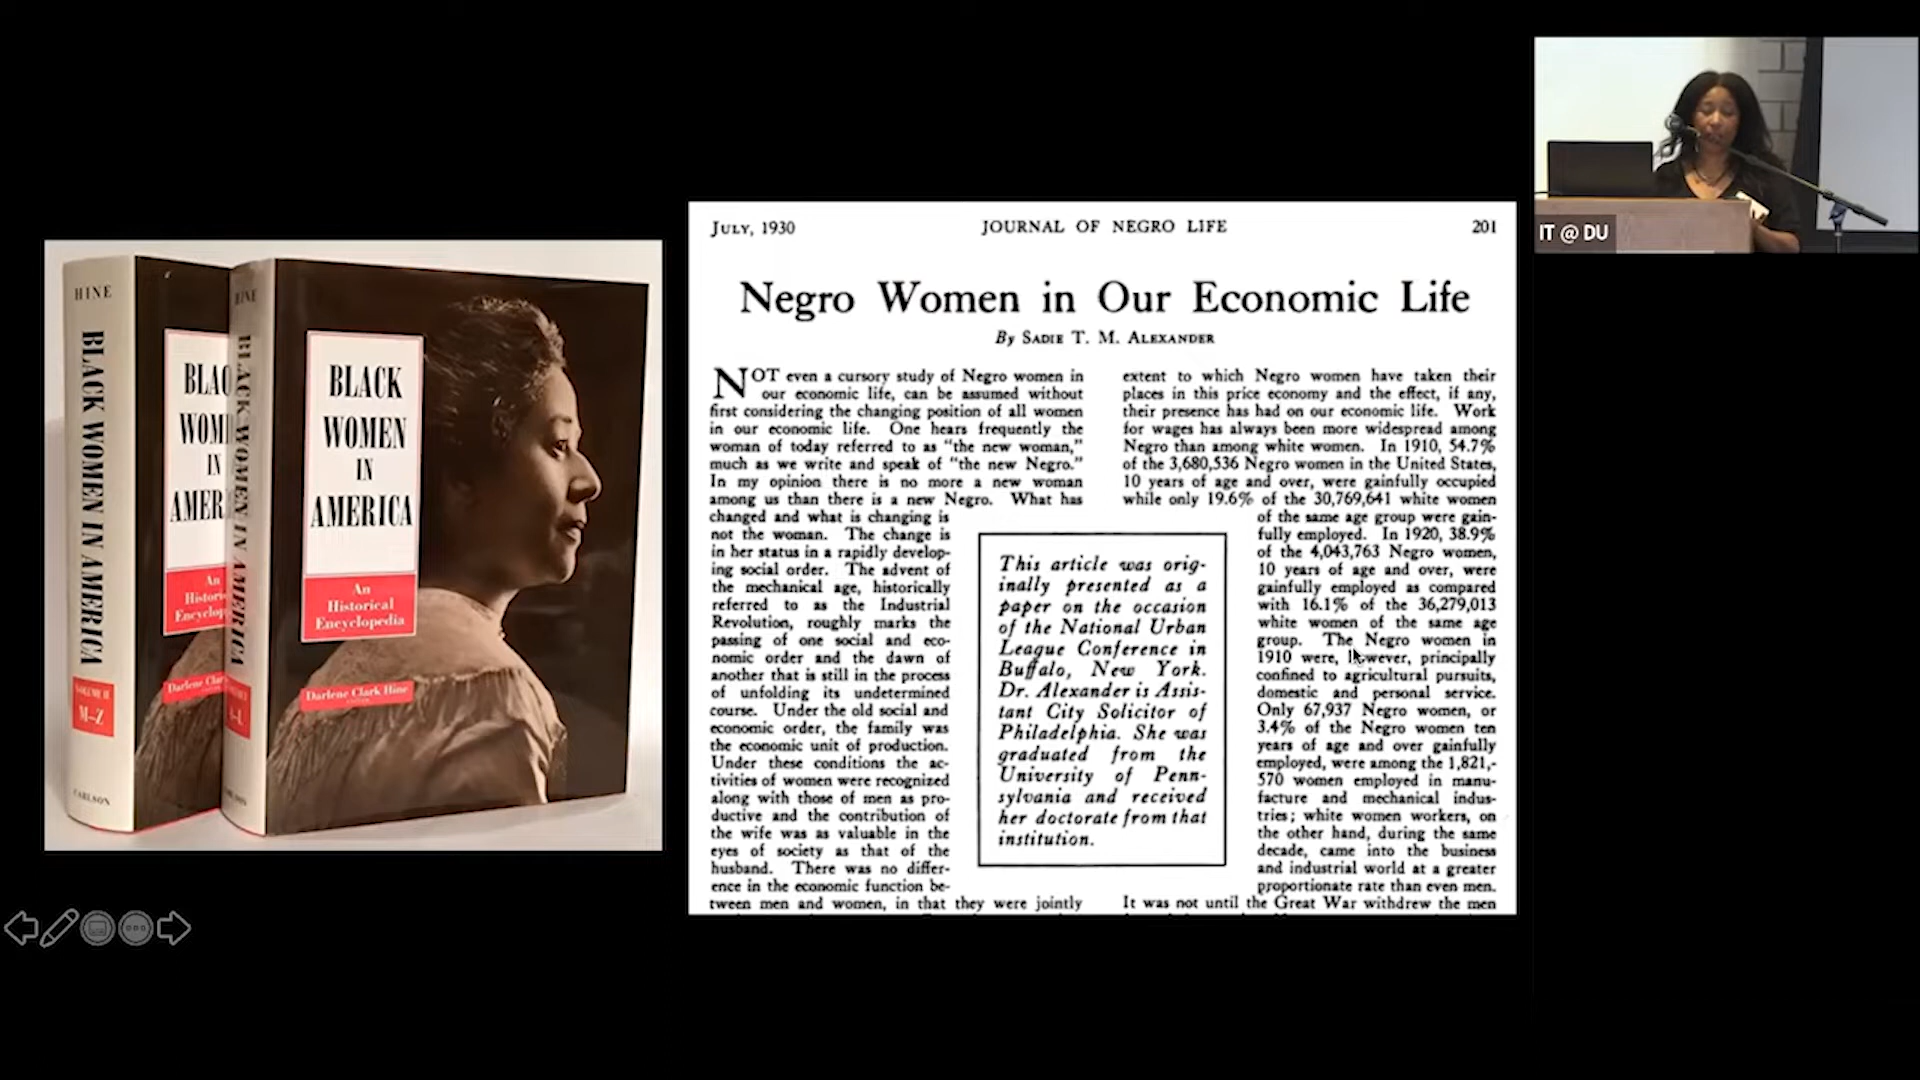 HINE
BLACK WOMEN IN AMERICA
VOLUME II
M–Z
CARLSON
BLAC
WOM
IN
AMER
An
Histori
Encyclop
Darlene Clar
HINE
BLACK WOMEN IN AMERICA
BLACK
WOMEN
IN
AMERICA
An
Historical
Encyclopedia
Darlene Clark Hine
July, 1930
JOURNAL OF NEGRO LIFE
201
Negro Women in Our Economic Life
By Sadie T. M. Alexander
NOT even a cursory study of Negro women in
our economic life, can be assumed without
first considering the changing position of all women
in our economic life. One hears frequently the
woman of today referred to as "the new woman,"
much as we write and speak of "the new Negro."
In my opinion there is no more a new woman
among us than there is a new Negro. What has
changed and what is changing is
not the woman. The change is
in her status in a rapidly develop-
ing social order. The advent of
the mechanical age, historically
referred to as the Industrial
Revolution, roughly marks the
passing of one social and eco-
nomic order and the dawn of
another that is still in the process
of unfolding its undetermined
course. Under the old social and
economic order, the family was
the economic unit of production.
Under these conditions the ac-
tivities of women were recognized
along with those of men as pro-
ductive and the contribution of
the wife was as valuable in the
eyes of society as that of the
husband. There was no differ-
ence in the economic function be-
tween men and women, in that they were jointly
This article was orig-
inally presented as a
paper on the occasion
of the National Urban
League Conference in
Buffalo, New York.
Dr. Alexander is Assis-
tant City Solicitor of
Philadelphia. She was
graduated from the
University of Penn-
sylvania and received
her doctorate from that
institution.
extent to which Negro women have taken their
places in this price economy and the effect, if any,
their presence has had on our economic life. Work
for wages has always been more widespread among
Negro than among white women. In 1910, 54.7%
of the 3,680,536 Negro women in the United States,
10 years of age and over, were gainfully occupied
while only 19.6% of the 30,769,641 white women
of the same age group were gain-
fully employed. In 1920, 38.9%
of the 4,043,763 Negro women,
10 years of age and over, were
gainfully employed as compared
with 16.1% of the 36,279,013
white women of the same age
group. The Negro women in
1910 were, however, principally
confined to agricultural pursuits,
domestic and personal service.
Only 67,937 Negro women, or
3.4% of the Negro women ten
years of age and over gainfully
employed, were among the 1,821,-
570 women employed in manu-
facture and mechanical indus-
tries; white women workers, on
the other hand, during the same
decade, came into the business
and industrial world at a greater
proportionate rate than even men.
It was not until the Great War withdrew the men
IT @ DU